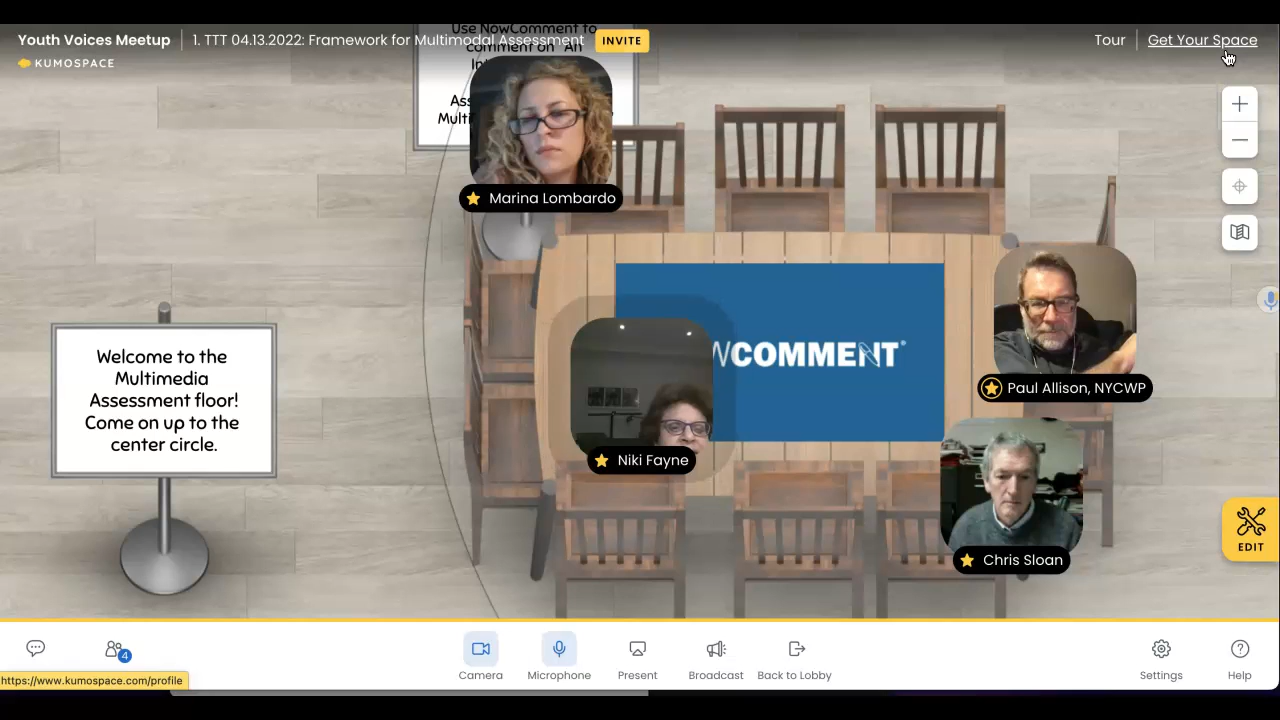 Use NowComment to
Youth Voices Meetup
1. TTT 04.13.2022: Framework for Multimodal Assessment
INVITE
Tour
Get Your Space
comment on "An
KUMOSPACE
Marina Lombardo
Welcome to the
Multimedia
Assessment floor!
Come on up to the
center circle.
COMMENT®
Paul Allison, NYCWP
Niki Fayne
Chris Sloan
EDIT
4
Camera
Microphone
Present
Broadcast
Back to Lobby
Settings
Help
https://www.kumospace.com/profile